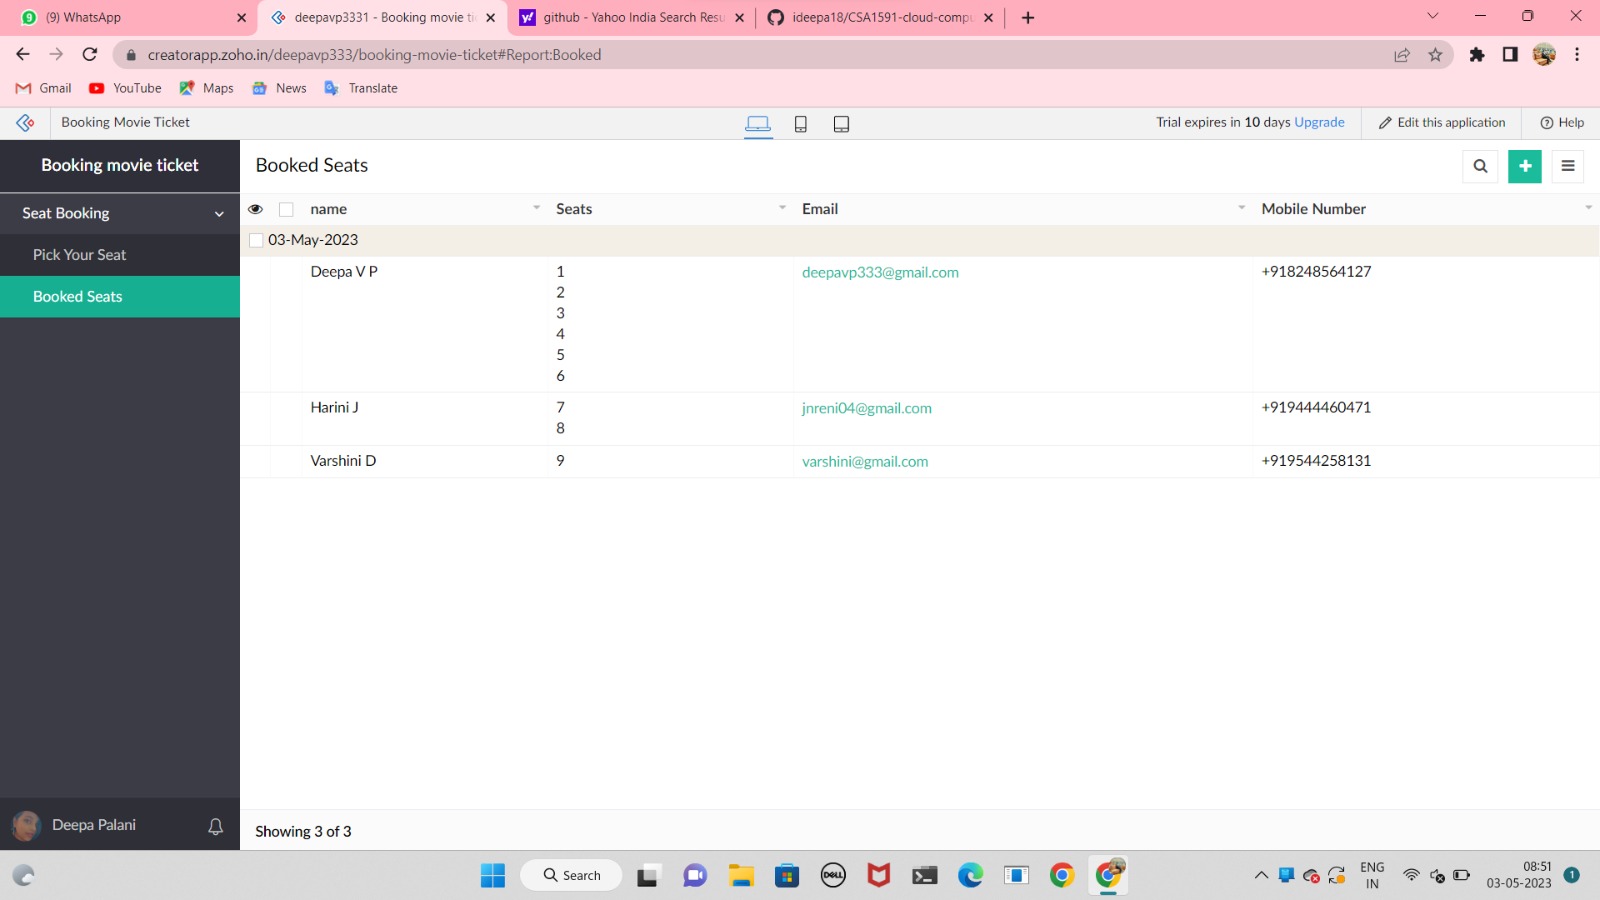 (9) WhatsApp
deepavp3331 - Booking movie ti
github - Yahoo India Search Resu
ideepa18/CSA1591-cloud-compu
creatorapp.zoho.in/deepavp333/booking-movie-ticket#Report:Booked
Gmail YouTube Maps News Translate
Booking Movie Ticket
Trial expires in 10 days Upgrade
Edit this application
Help
Booking movie ticket
Seat Booking
Pick Your Seat
Booked Seats
Deepa Palani
Booked Seats
name Seats Email Mobile Number
03-May-2023
Deepa V P 1 deepavp333@gmail.com +918248564127
2
3
4
5
6
Harini J 7 jnreni04@gmail.com +919444460471
8
Varshini D 9 varshini@gmail.com +919544258131
Showing 3 of 3
Search
DELL
ENG
IN
08:51
03-05-2023
1